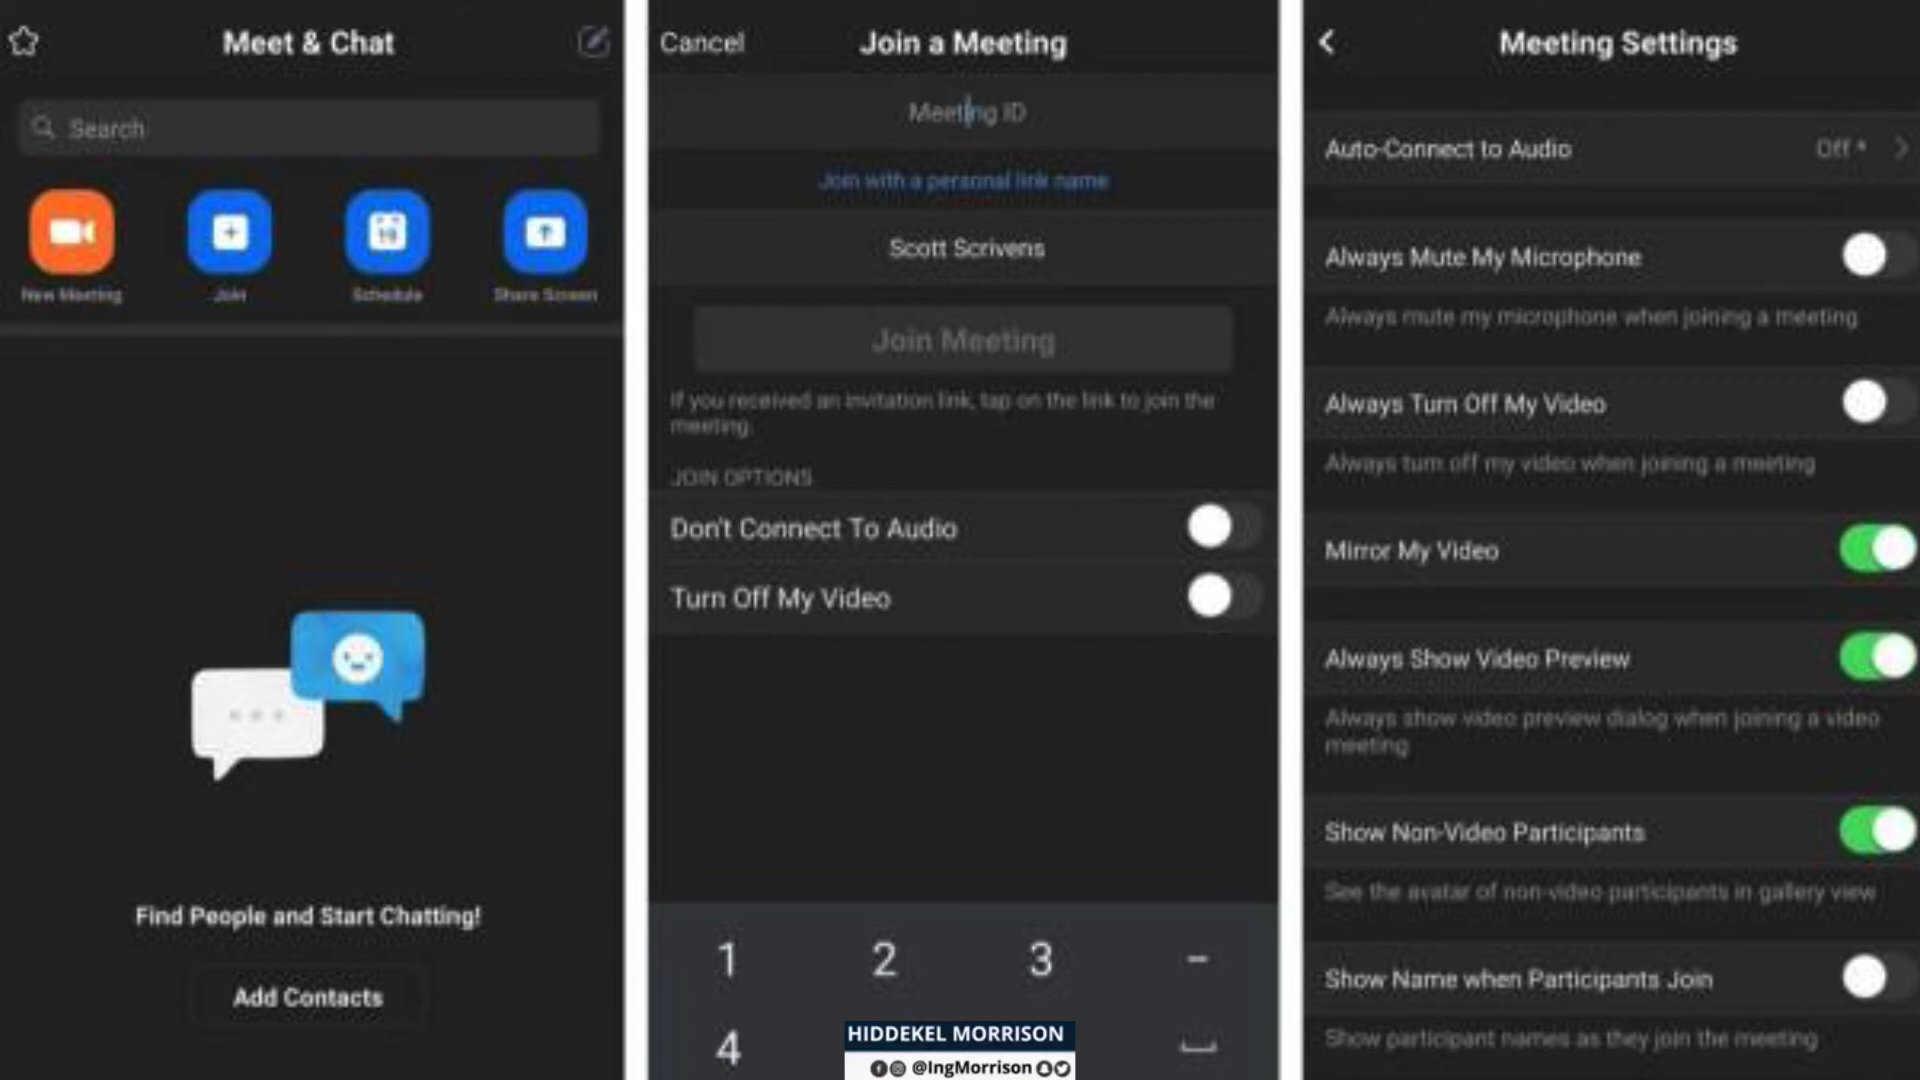 Meet & Chat
Search
New Meeting
Join
Schedule
Share Screen
Find People and Start Chatting!
Add Contacts
Cancel
Join a Meeting
Meeting ID
Join with a personal link name
Scott Scrivens
Join Meeting
If you received an invitation link, tap on the link to join the
meeting.
JOIN OPTIONS
Don't Connect To Audio
Turn Off My Video
1 2 3 –
4
HIDDEKEL MORRISON
@IngMorrison
Meeting Settings
Auto-Connect to Audio Off *
Always Mute My Microphone
Always mute my microphone when joining a meeting
Always Turn Off My Video
Always turn off my video when joining a meeting
Mirror My Video
Always Show Video Preview
Always show video preview dialog when joining a video
meeting
Show Non-Video Participants
See the avatar of non-video participants in gallery view
Show Name when Participants Join
Show participant names as they join the meeting